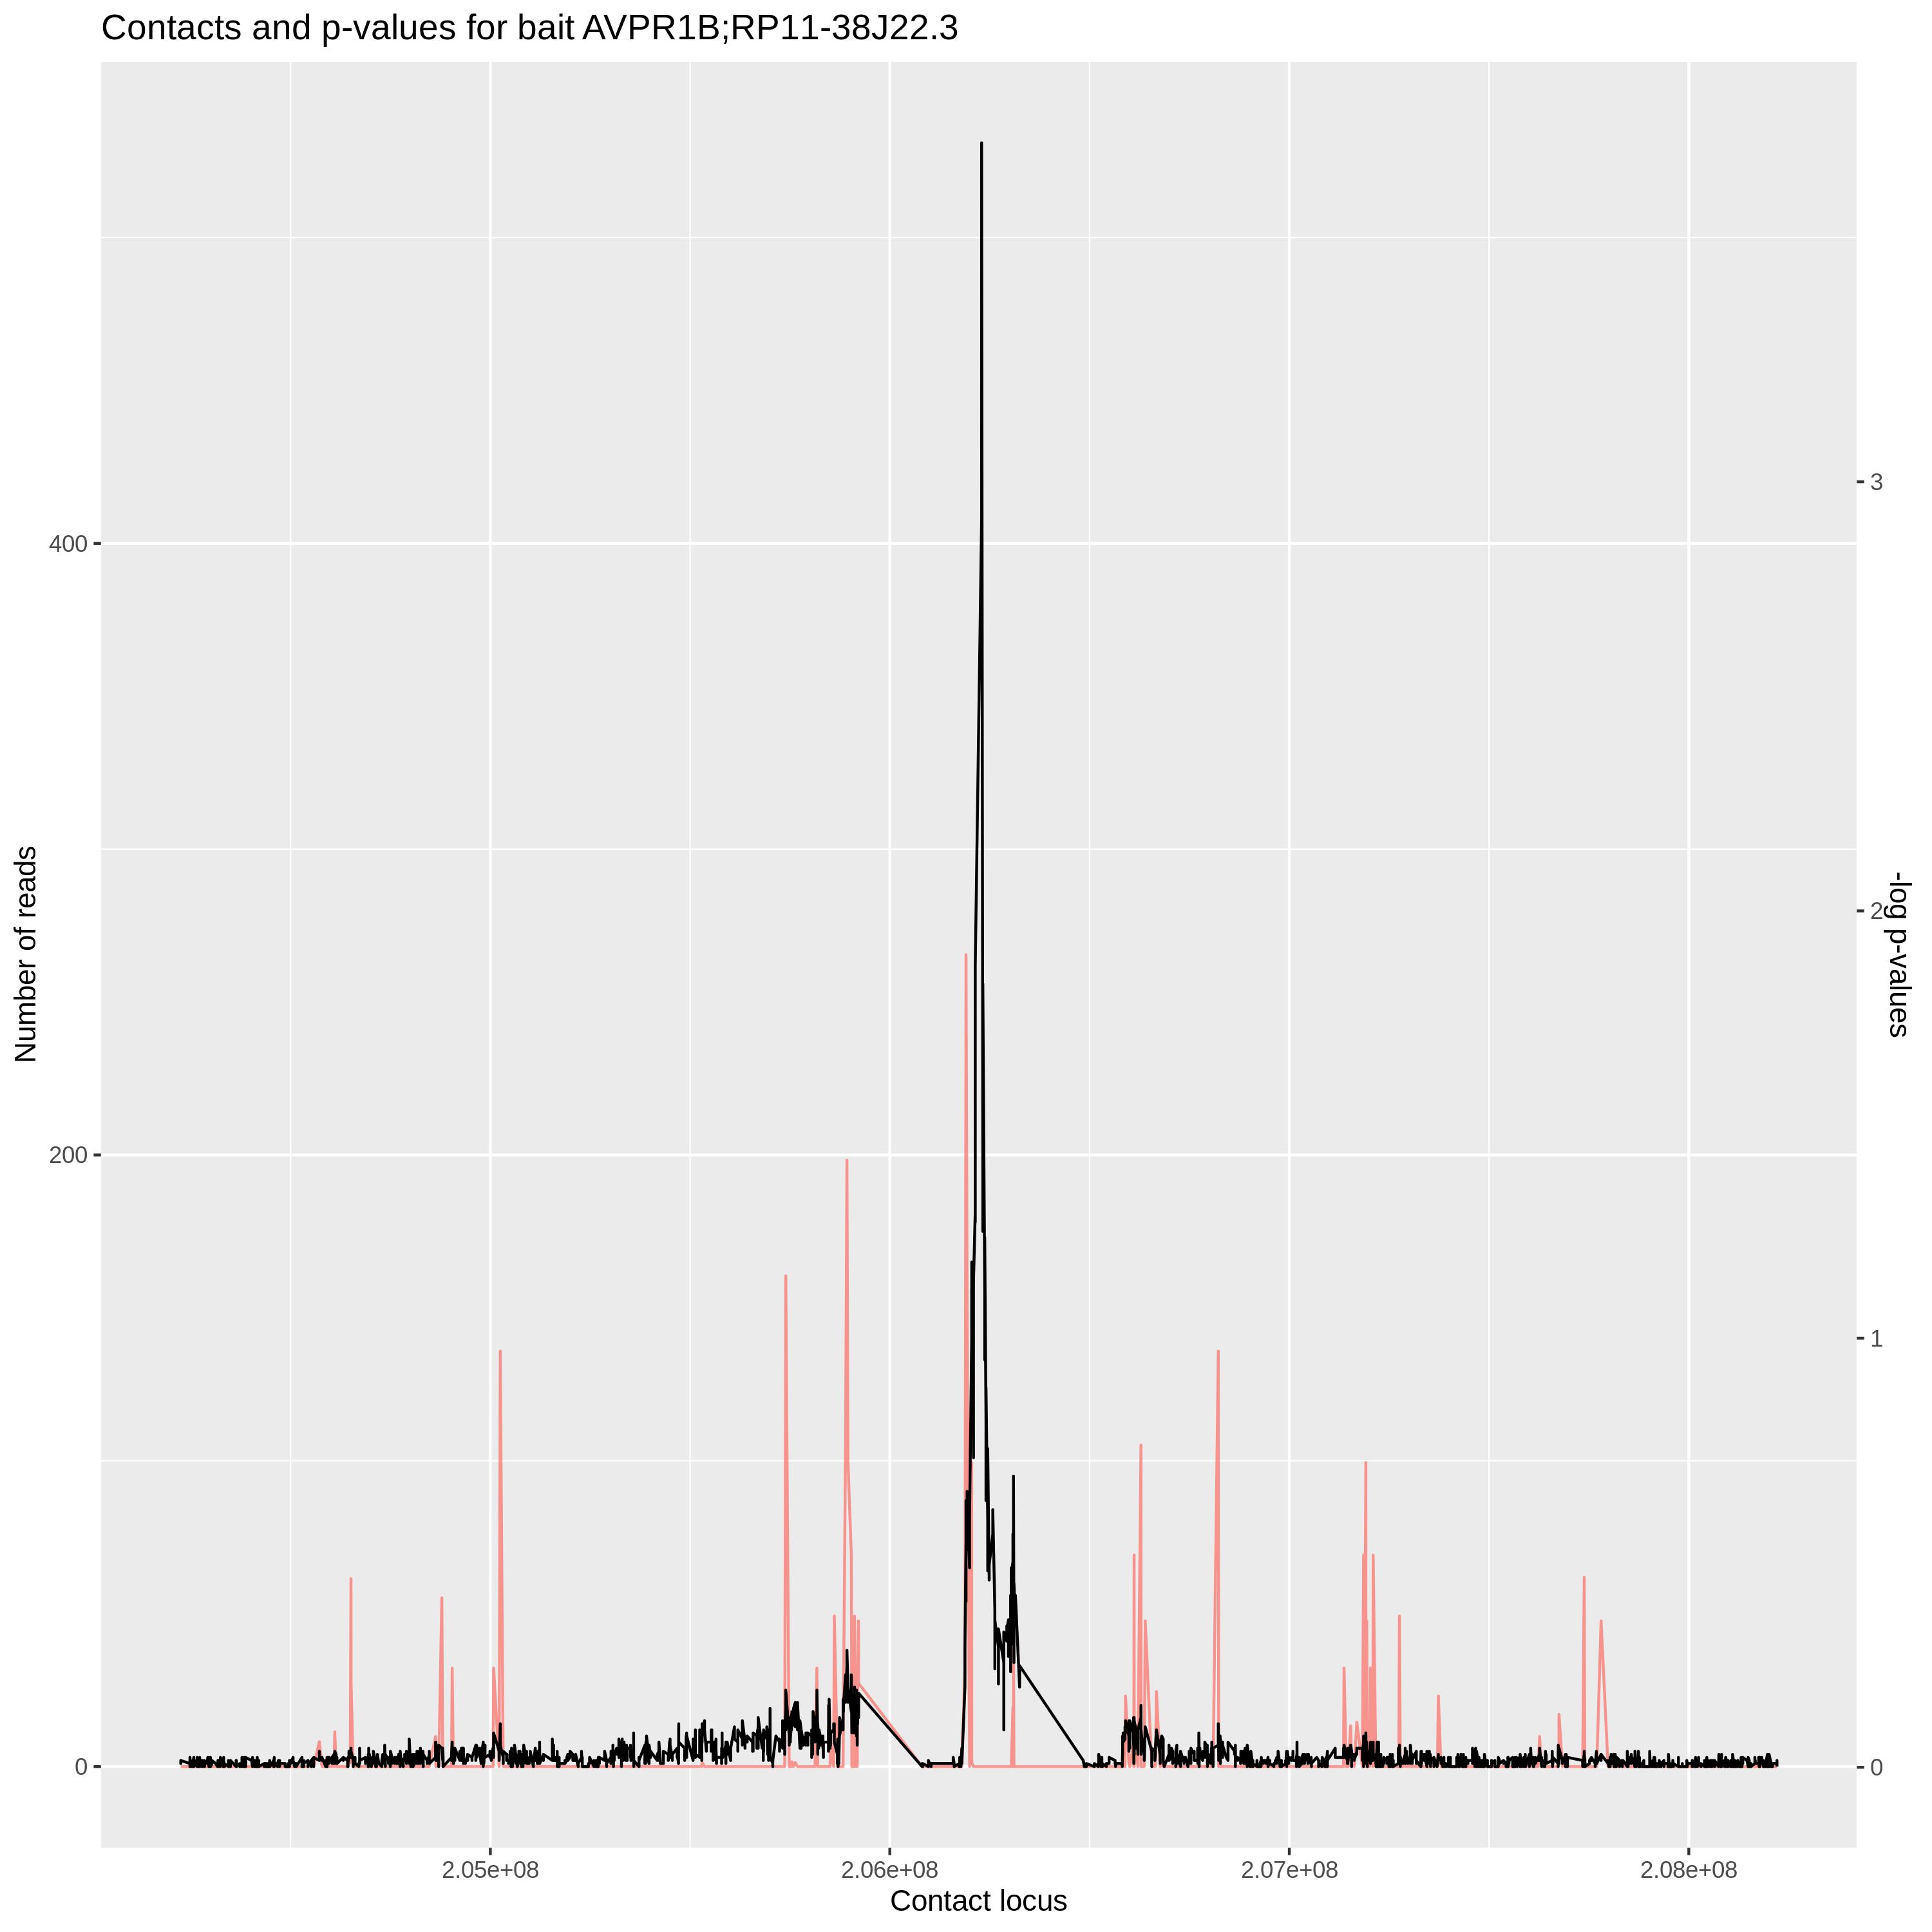 Contacts and p-values for bait AVPR1B;RP11-38J22.3
Number of reads
400
200
0
3
2
1
0
-log p-values
2.05e+08 2.06e+08 2.07e+08 2.08e+08
Contact locus